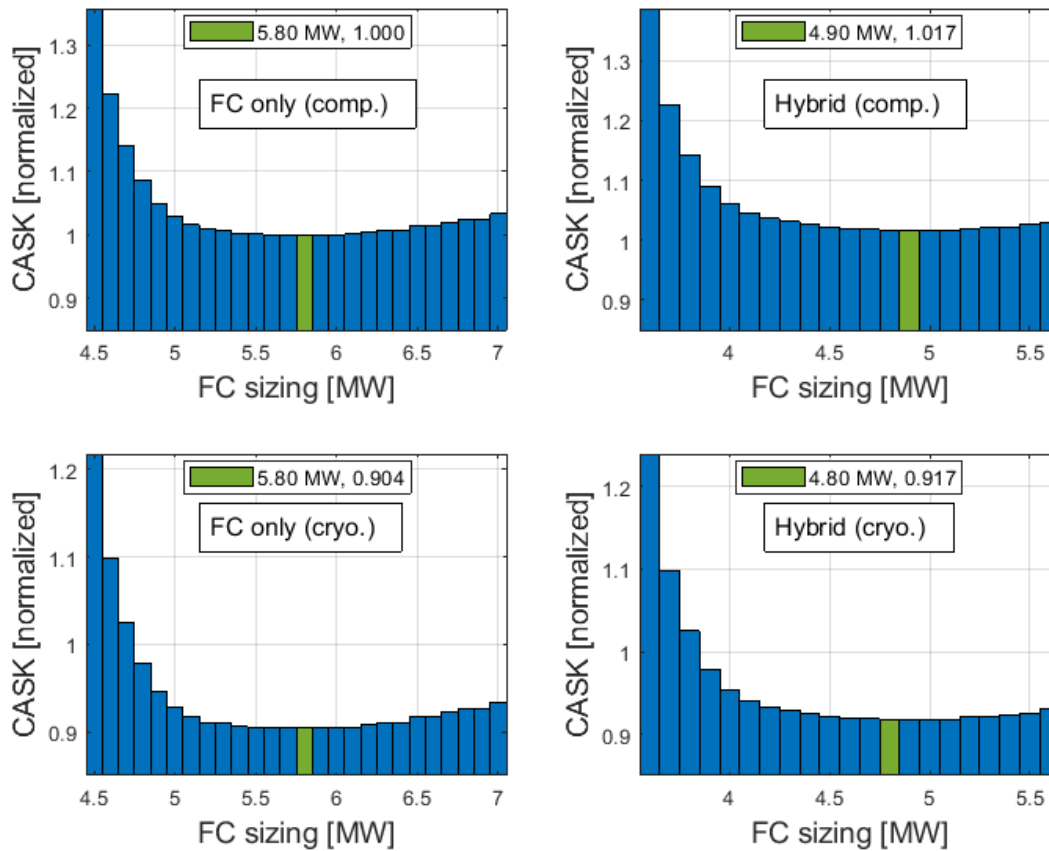 5.80 MW, 1.000
FC only (comp.)
CASK [normalized]
1.3
1.2
1.1
1
0.9
4.5 5 5.5 6 6.5 7
FC sizing [MW]
4.90 MW, 1.017
Hybrid (comp.)
CASK [normalized]
1.3
1.2
1.1
1
0.9
4 4.5 5 5.5
FC sizing [MW]
5.80 MW, 0.904
FC only (cryo.)
CASK [normalized]
1.2
1.1
1
0.9
4.5 5 5.5 6 6.5 7
FC sizing [MW]
4.80 MW, 0.917
Hybrid (cryo.)
CASK [normalized]
1.2
1.1
1
0.9
4 4.5 5 5.5
FC sizing [MW]